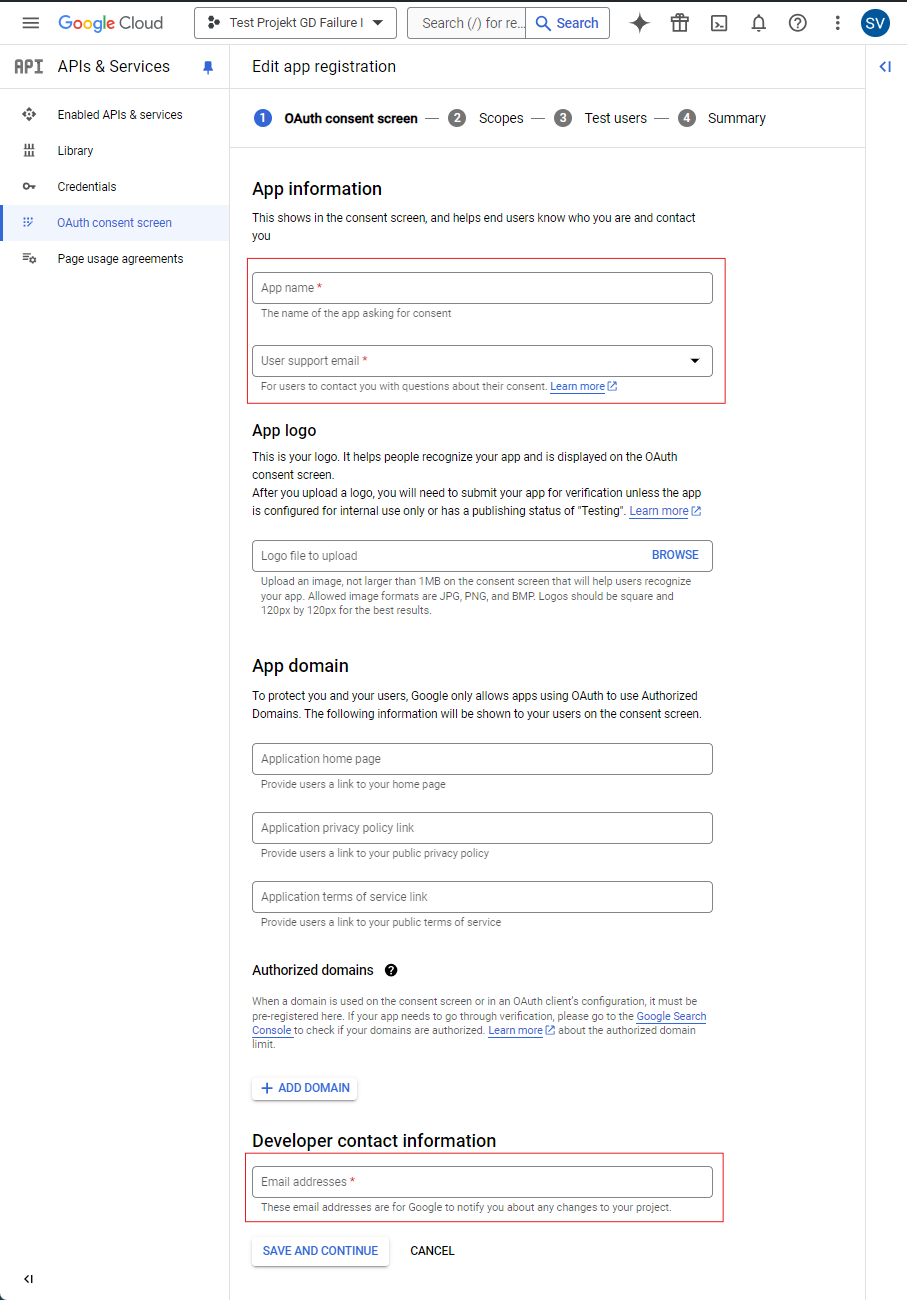 Google Cloud
Test Projekt GD Failure I
Search (/) for re...
Search
SV
API APIs & Services
Edit app registration
Enabled APIs & services
Library
Credentials
OAuth consent screen
Page usage agreements
1 OAuth consent screen — 2 Scopes — 3 Test users — 4 Summary
App information
This shows in the consent screen, and helps end users know who you are and contact
you
App name *
The name of the app asking for consent
User support email *
For users to contact you with questions about their consent. Learn more
App logo
This is your logo. It helps people recognize your app and is displayed on the OAuth
consent screen.
After you upload a logo, you will need to submit your app for verification unless the app
is configured for internal use only or has a publishing status of "Testing". Learn more
Logo file to upload BROWSE
Upload an image, not larger than 1MB on the consent screen that will help users recognize
your app. Allowed image formats are JPG, PNG, and BMP. Logos should be square and
120px by 120px for the best results.
App domain
To protect you and your users, Google only allows apps using OAuth to use Authorized
Domains. The following information will be shown to your users on the consent screen.
Application home page
Provide users a link to your home page
Application privacy policy link
Provide users a link to your public privacy policy
Application terms of service link
Provide users a link to your public terms of service
Authorized domains ?
When a domain is used on the consent screen or in an OAuth client's configuration, it must be
pre-registered here. If your app needs to go through verification, please go to the Google Search
Console to check if your domains are authorized. Learn more about the authorized domain
limit.
+ ADD DOMAIN
Developer contact information
Email addresses *
These email addresses are for Google to notify you about any changes to your project.
SAVE AND CONTINUE CANCEL